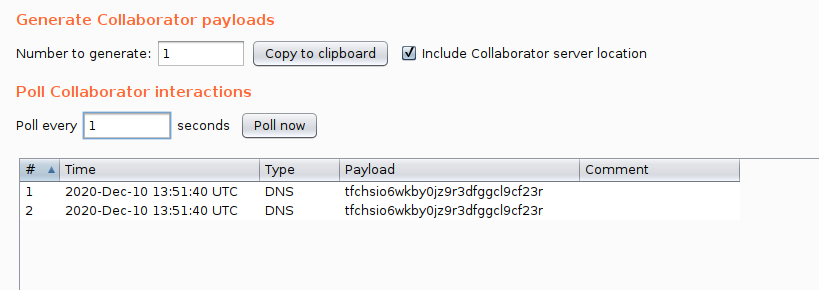 Generate Collaborator payloads
Number to generate: 1 Copy to clipboard Include Collaborator server location
Poll Collaborator interactions
Poll every 1 seconds Poll now
# Time Type Payload Comment
1 2020-Dec-10 13:51:40 UTC DNS tfchsio6wkby0jz9r3dfggcl9cf23r
2 2020-Dec-10 13:51:40 UTC DNS tfchsio6wkby0jz9r3dfggcl9cf23r